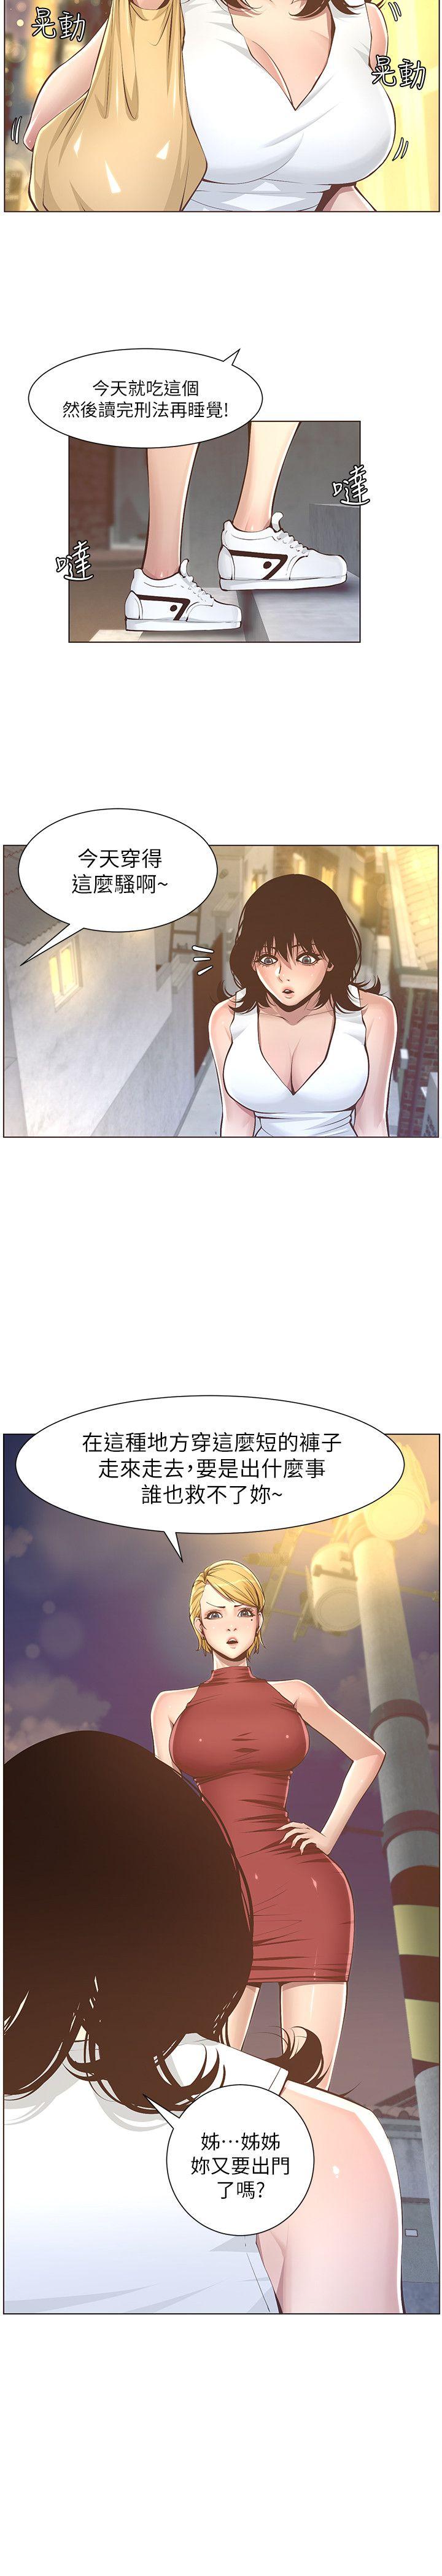 晃動
晃動
今天就吃這個
然後讀完刑法再睡覺!
噠
噠
今天穿得
這麼騷啊~
在這種地方穿這麼短的褲子
走來走去,要是出什麼事
誰也救不了妳~
姊…姊姊
妳又要出門
了嗎?